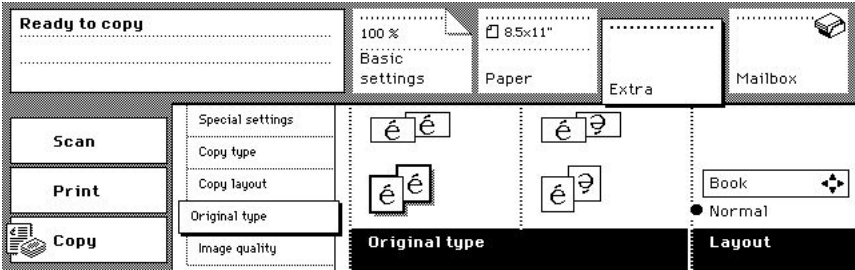 Ready to copy
100 %
Basic
settings
8.5x11"
Paper
Extra
Mailbox
Scan
Print
Copy
Special settings
Copy type
Copy layout
Original type
Image quality
é é
é ə́
é é
é ə́
Original type
Book
Normal
Layout